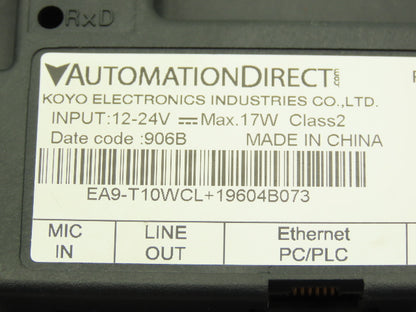 RxD
AUTOMATIONDIRECT.com
KOYO ELECTRONICS INDUSTRIES CO.,LTD.
INPUT:12-24V ⎓ Max.17W Class2
Date code :906B MADE IN CHINA
EA9-T10WCL+19604B073
MIC IN
LINE OUT
Ethernet PC/PLC